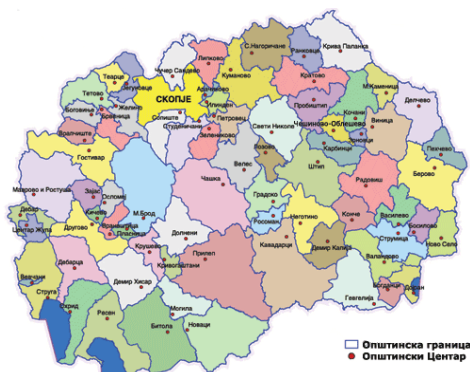 С.Нагоричане
Ранковце
Крива Паланка
Чучер Сандево
Липково
Куманово
Кратово
М.Каменица
Делчево
Теарце
Тетово
СКОПЈЕ
Арачиново
Илинден
Пробиштип
Кочани
Виница
Боговиње
Желино
Брвеница
Сопиште
Студеничани
Петровец
Зелениково
Свети Николе
Чешиново-Облешево
Зрновци
Карбинци
Пехчево
Врапчиште
Гостивар
Лозово
Штип
Берово
Велес
Чашка
Радовиш
Маврово и Ростуша
Зајас
Осломеј
Градско
Дебар
Центар Жупа
Кичево
М.Брод
Росоман
Неготино
Конче
Василево
Босилово
Другово
Вранештица
Пласница
Струмица
Ново Село
Долнени
Крушево
Кавадарци
Демир Капија
Дебарца
Прилеп
Валандово
Кривогаштани
Вевчани
Струга
Демир Хисар
Богданци
Дојран
Гевгелија
Охрид
Ресен
Могила
Битола
Новаци
Општинска граница
Општински Центар